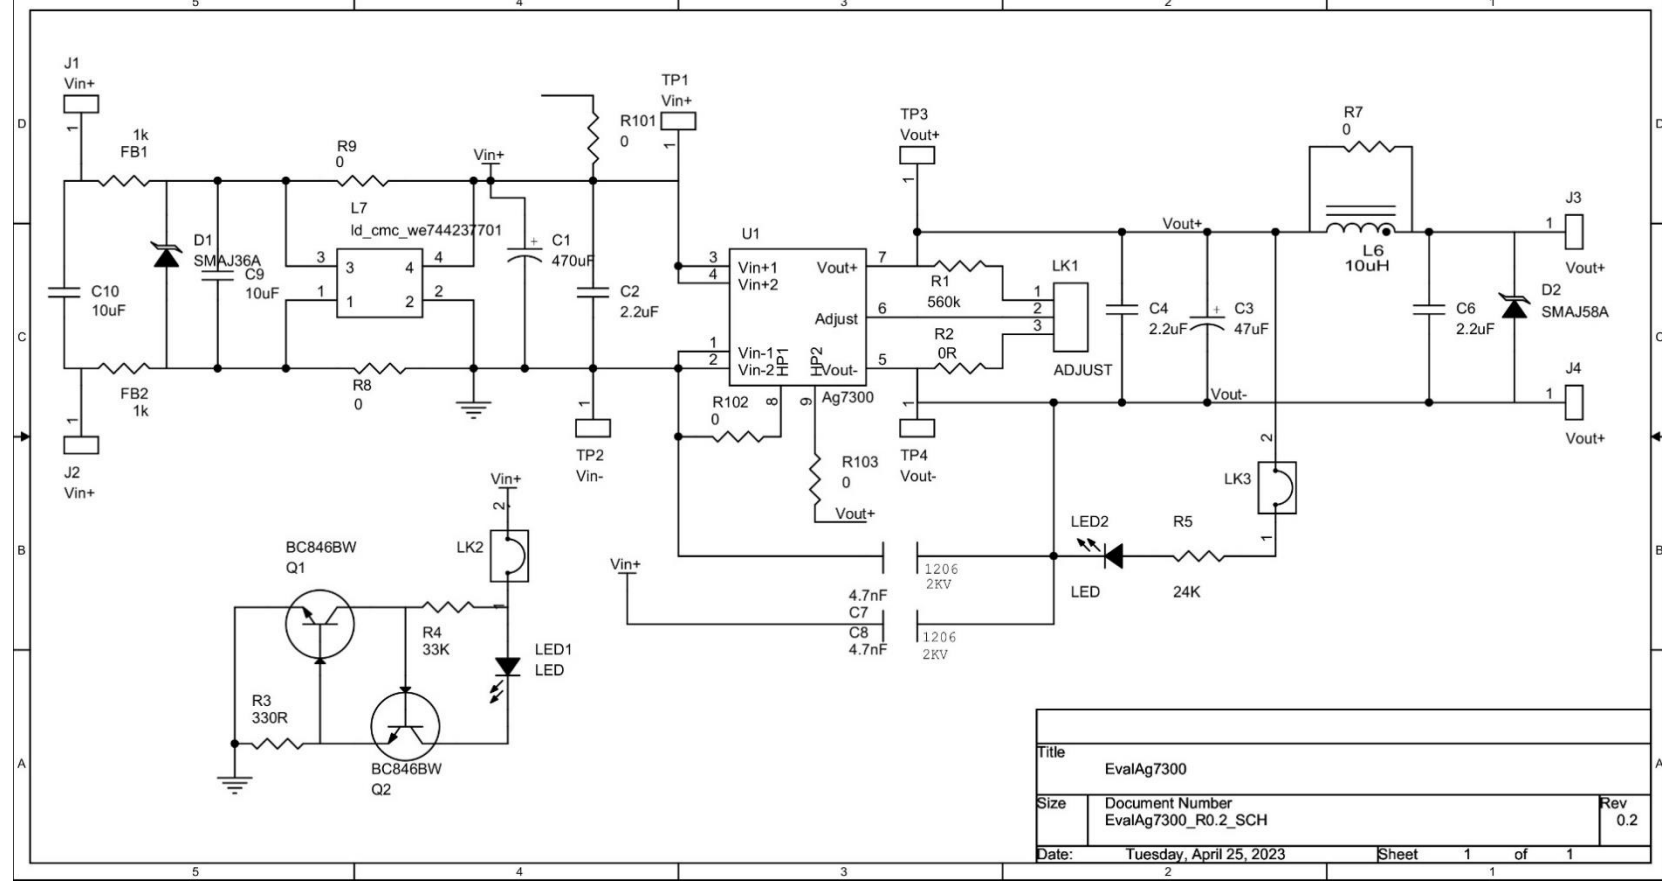 5
4
3
2
1
D
C
B
A
D
C
B
A
J1
Vin+
1
1k
FB1
R9
0
L7
ld_cmc_we744237701
3
3
4
4
1
1
2
2
D1
SMAJ36A
C9
10uF
C10
10uF
FB2
1k
R8
0
1
J2
Vin+
Vin+
C1
+
470uF
R101
0
C2
2.2uF
1
TP2
Vin-
TP1
Vin+
1
U1
3
Vin+1
4
Vin+2
1
Vin-1
2
Vin-2
HP1
HP2
Vout+
7
Adjust
6
Vout-
5
Ag7300
8
9
R102
0
R103
0
Vout+
TP3
Vout+
1
R1
560k
R2
0R
LK1
1
2
3
ADJUST
1
TP4
Vout-
C4
2.2uF
Vout+
C3
+
47uF
Vout-
R7
0
L6
10uH
C6
2.2uF
D2
SMAJ58A
J3
1
Vout+
J4
1
Vout+
2
LK3
1
LED2
LED
R5
24K
1206
2KV
4.7nF
C7
C8
4.7nF
1206
2KV
Vin+
Vin+
2
LK2
1
BC846BW
Q1
R4
33K
LED1
LED
R3
330R
BC846BW
Q2
Title
EvalAg7300
Size
Document Number
EvalAg7300_R0.2_SCH
Rev
0.2
Date:
Tuesday, April 25, 2023
Sheet
1
of
1
5
4
3
2
1